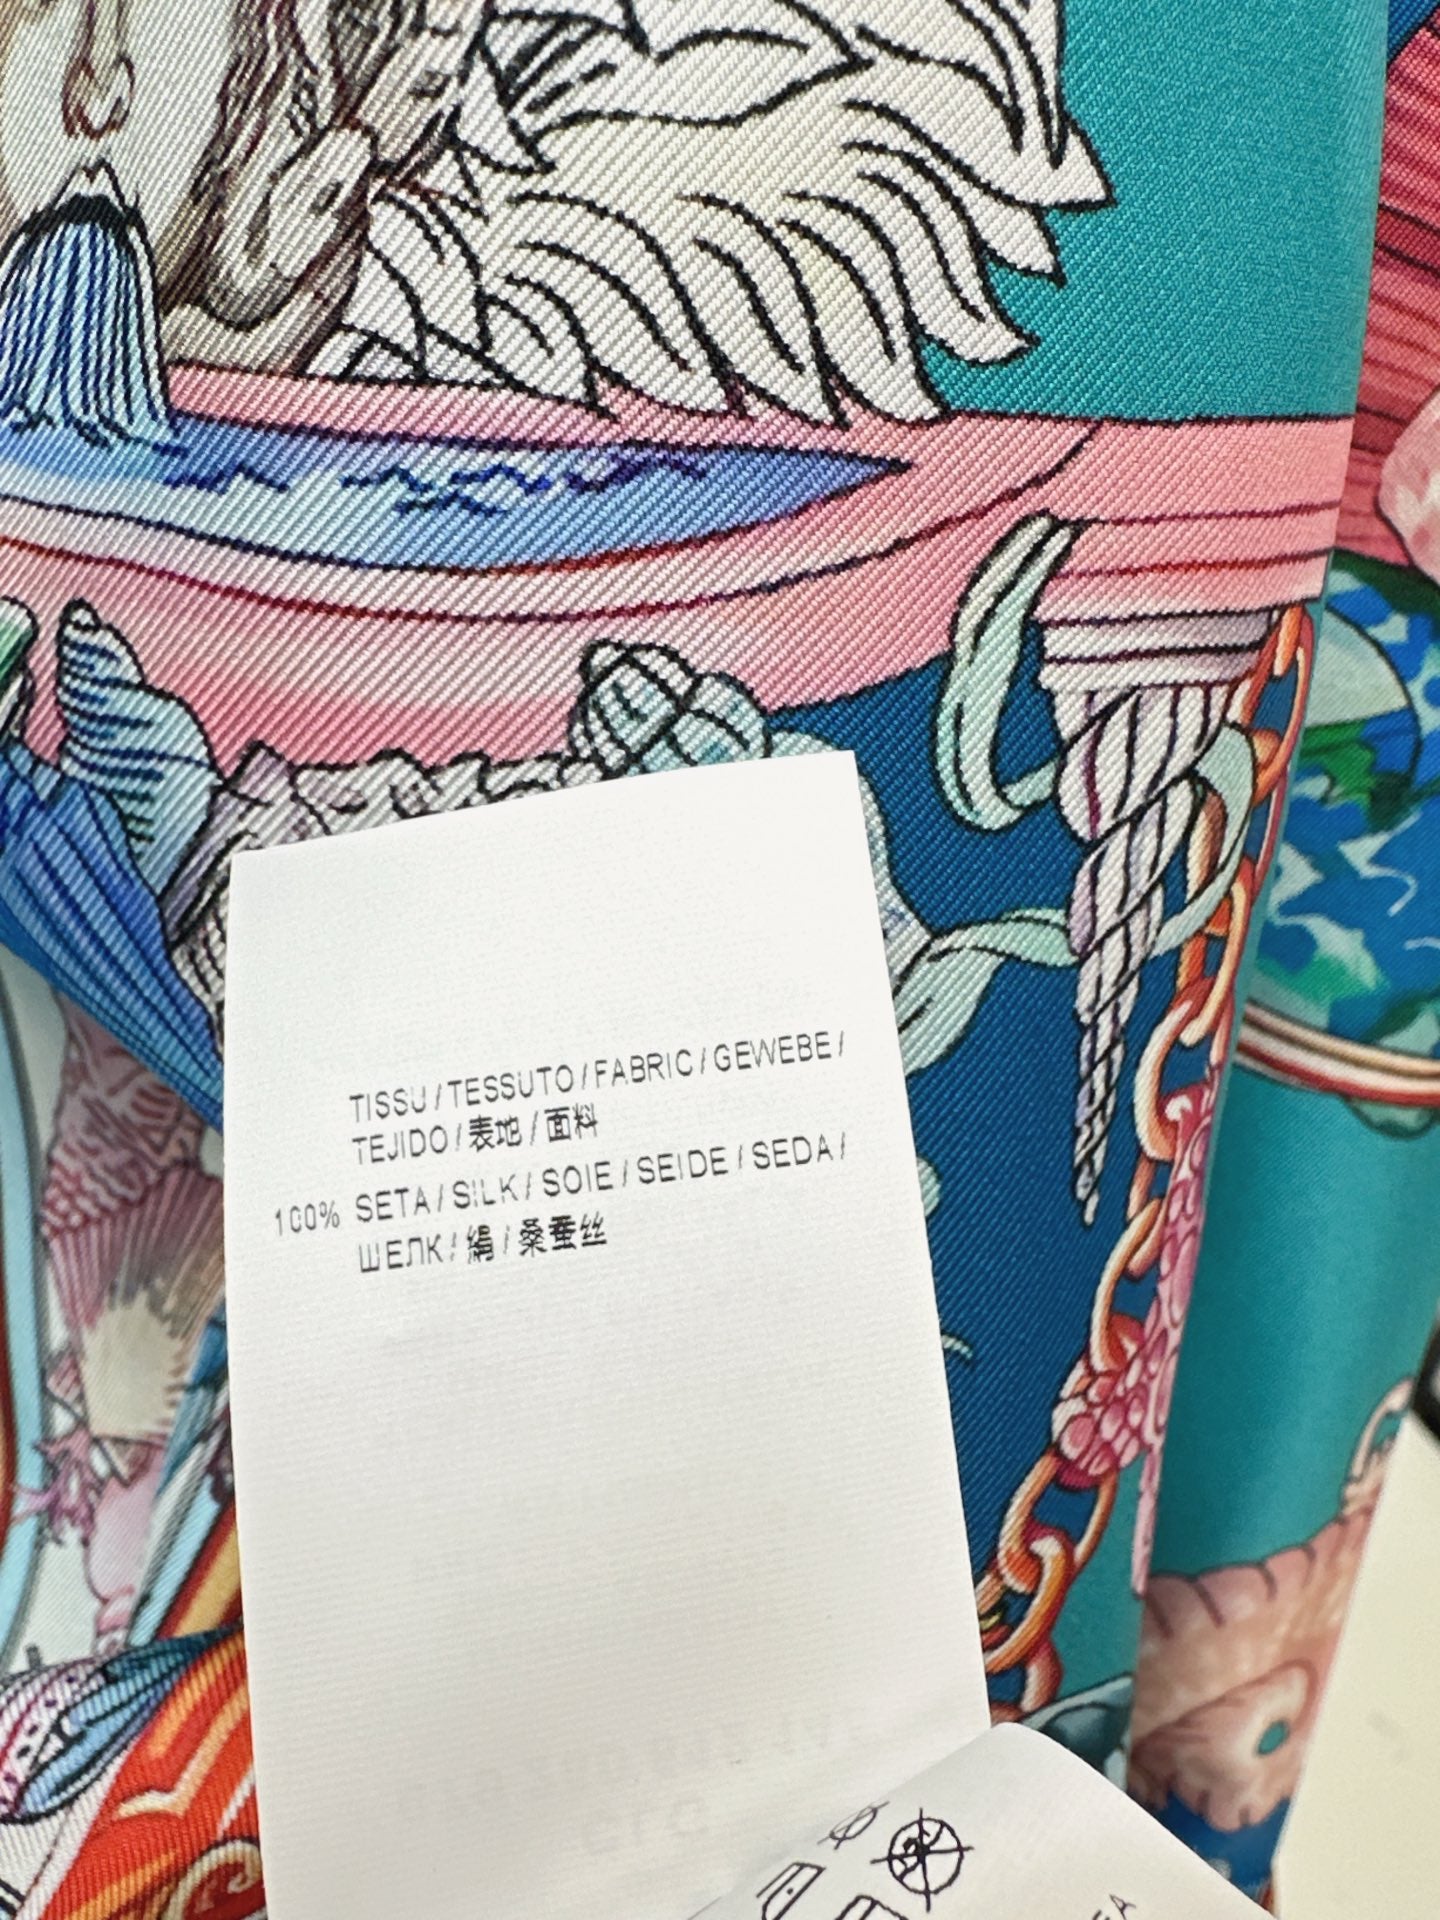 TISSU / TESSUTO / FABRIC / GEWEBE /
TEJIDO / 表地 / 面料
100% SETA / SILK / SOIE / SEIDE / SEDA /
ШЕЛК / 絹 / 桑蚕丝